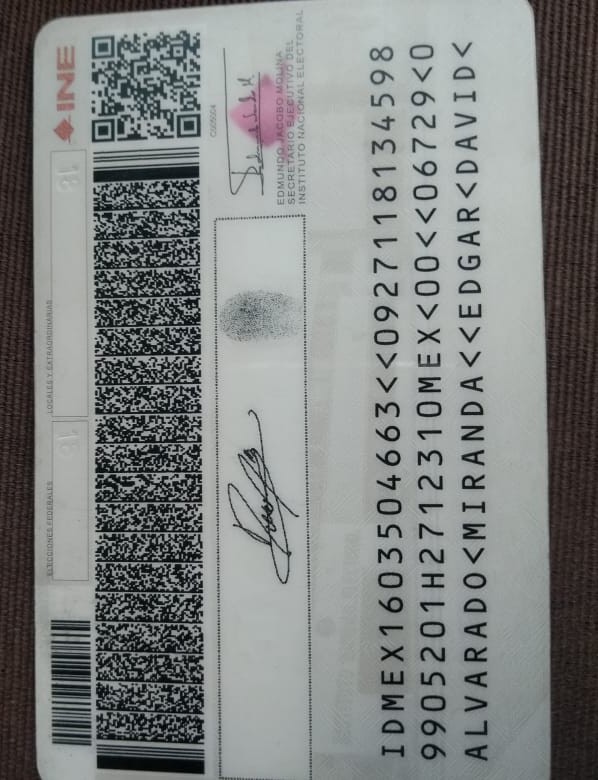 ELECCIONES FEDERALES
LOCALES Y EXTRAORDINARIAS
INE
EDMUNDO JACOBO MOLINA
SECRETARIO EJECUTIVO DEL
INSTITUTO NACIONAL ELECTORAL
IDMEX1603504663<<0927118134598
9905201H2712310MEX<00<<06729<0
ALVARADO<MIRANDA<<EDGAR<DAVID<